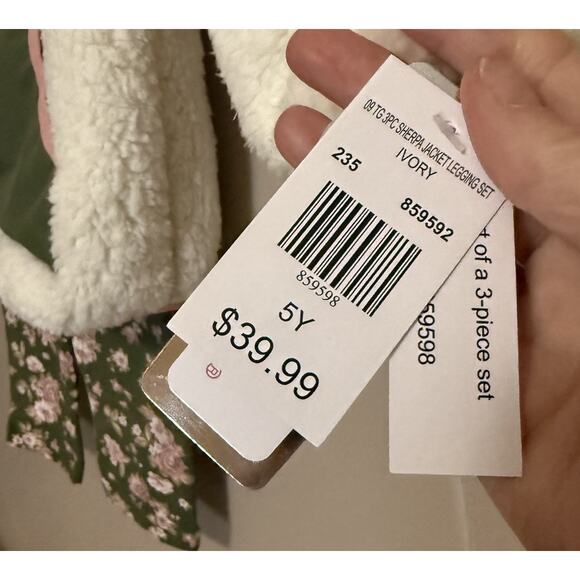 09 TG 3PC SHERPA JACKET LEGGING SET
IVORY
235
859592
859598
5Y
$39.99
of a 3-piece set
59598